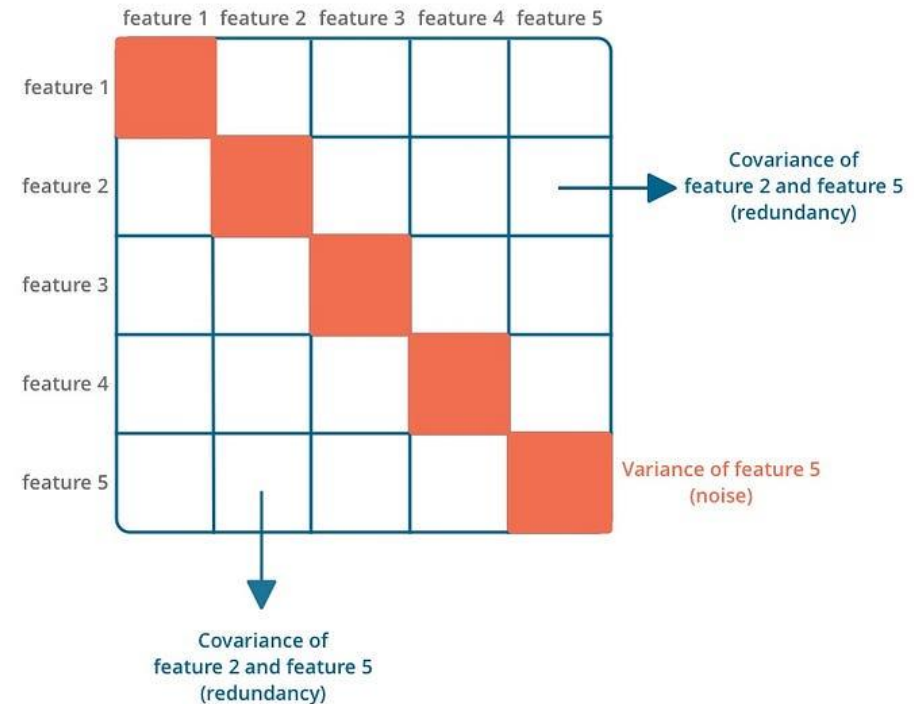 feature 1 feature 2 feature 3 feature 4 feature 5
feature 1
feature 2
feature 3
feature 4
feature 5
Covariance of
feature 2 and feature 5
(redundancy)
Variance of feature 5
(noise)
Covariance of
feature 2 and feature 5
(redundancy)